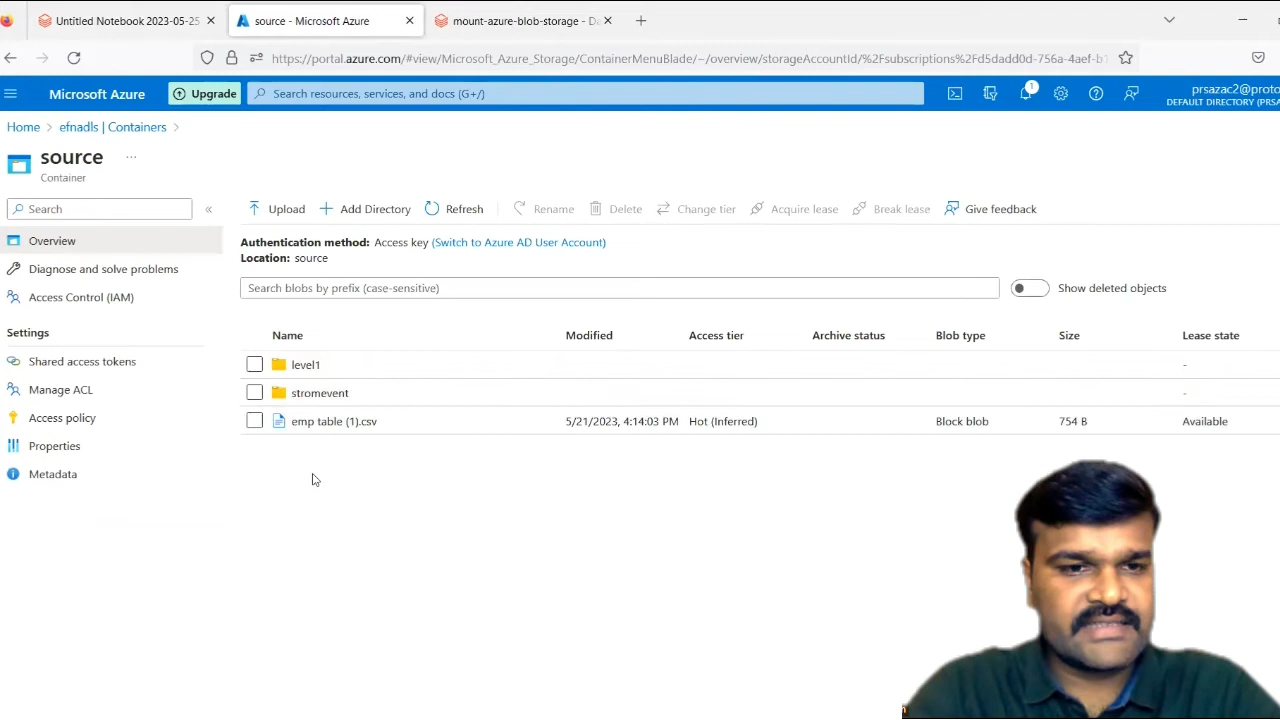 Untitled Notebook 2023-05-25
source - Microsoft Azure
mount-azure-blob-storage - Da
https://portal.azure.com/#view/Microsoft_Azure_Storage/ContainerMenuBlade/~/overview/storageAccountId/%2Fsubscriptions%2Fd5dadd0d-756a-4aef-b1
Microsoft Azure
Upgrade
Search resources, services, and docs (G+/)
1
prsazac2@proto
DEFAULT DIRECTORY (PRSA
Home > efnadls | Containers >
source ...
Container
Search
«
Upload
Add Directory
Refresh
Rename
Delete
Change tier
Acquire lease
Break lease
Give feedback
Overview
Diagnose and solve problems
Access Control (IAM)
Settings
Shared access tokens
Manage ACL
Access policy
Properties
Metadata
Authentication method: Access key (Switch to Azure AD User Account)
Location: source
Search blobs by prefix (case-sensitive)
Show deleted objects
Name Modified Access tier Archive status Blob type Size Lease state
level1 -
stromevent -
emp table (1).csv 5/21/2023, 4:14:03 PM Hot (Inferred) Block blob 754 B Available